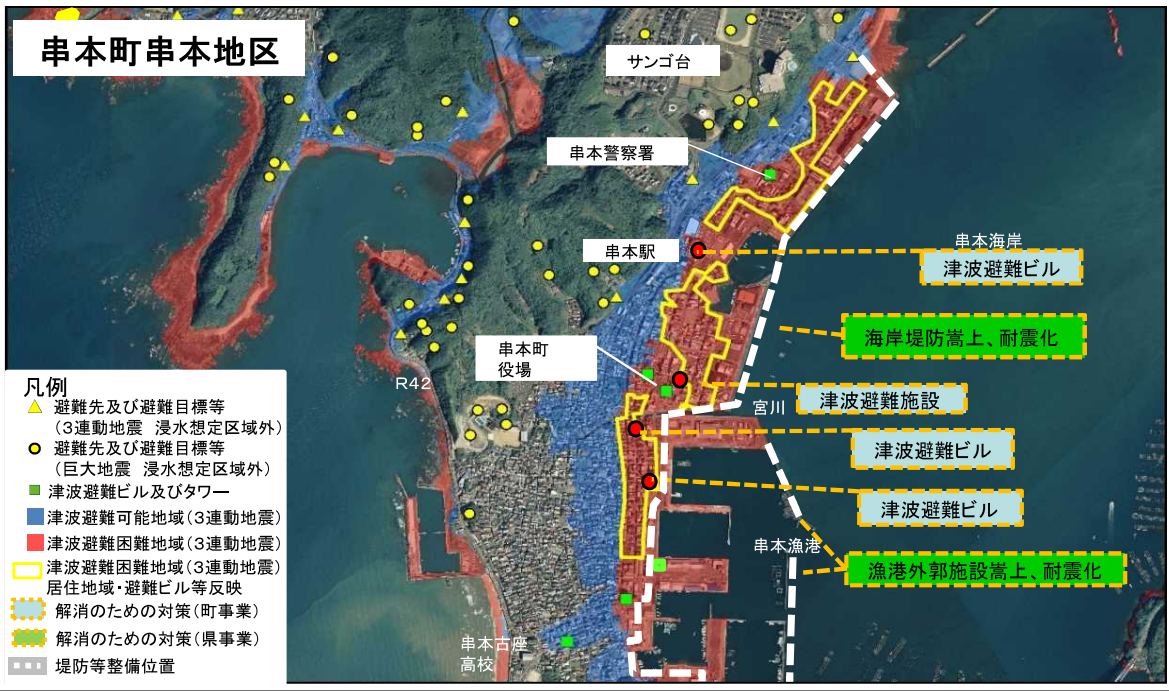 串本町串本地区
サンゴ台
串本警察署
串本駅
串本海岸
津波避難ビル
海岸堤防嵩上、耐震化
串本町
役場
R42
津波避難施設
宮川
津波避難ビル
津波避難ビル
串本漁港
漁港外郭施設嵩上、耐震化
串本古座
高校
凡例
避難先及び避難目標等
(3連動地震 浸水想定区域外)
避難先及び避難目標等
(巨大地震 浸水想定区域外)
津波避難ビル及びタワー
津波避難可能地域(3連動地震)
津波避難困難地域(3連動地震)
津波避難困難地域(3連動地震)
居住地域・避難ビル等反映
解消のための対策(町事業)
解消のための対策(県事業)
堤防等整備位置